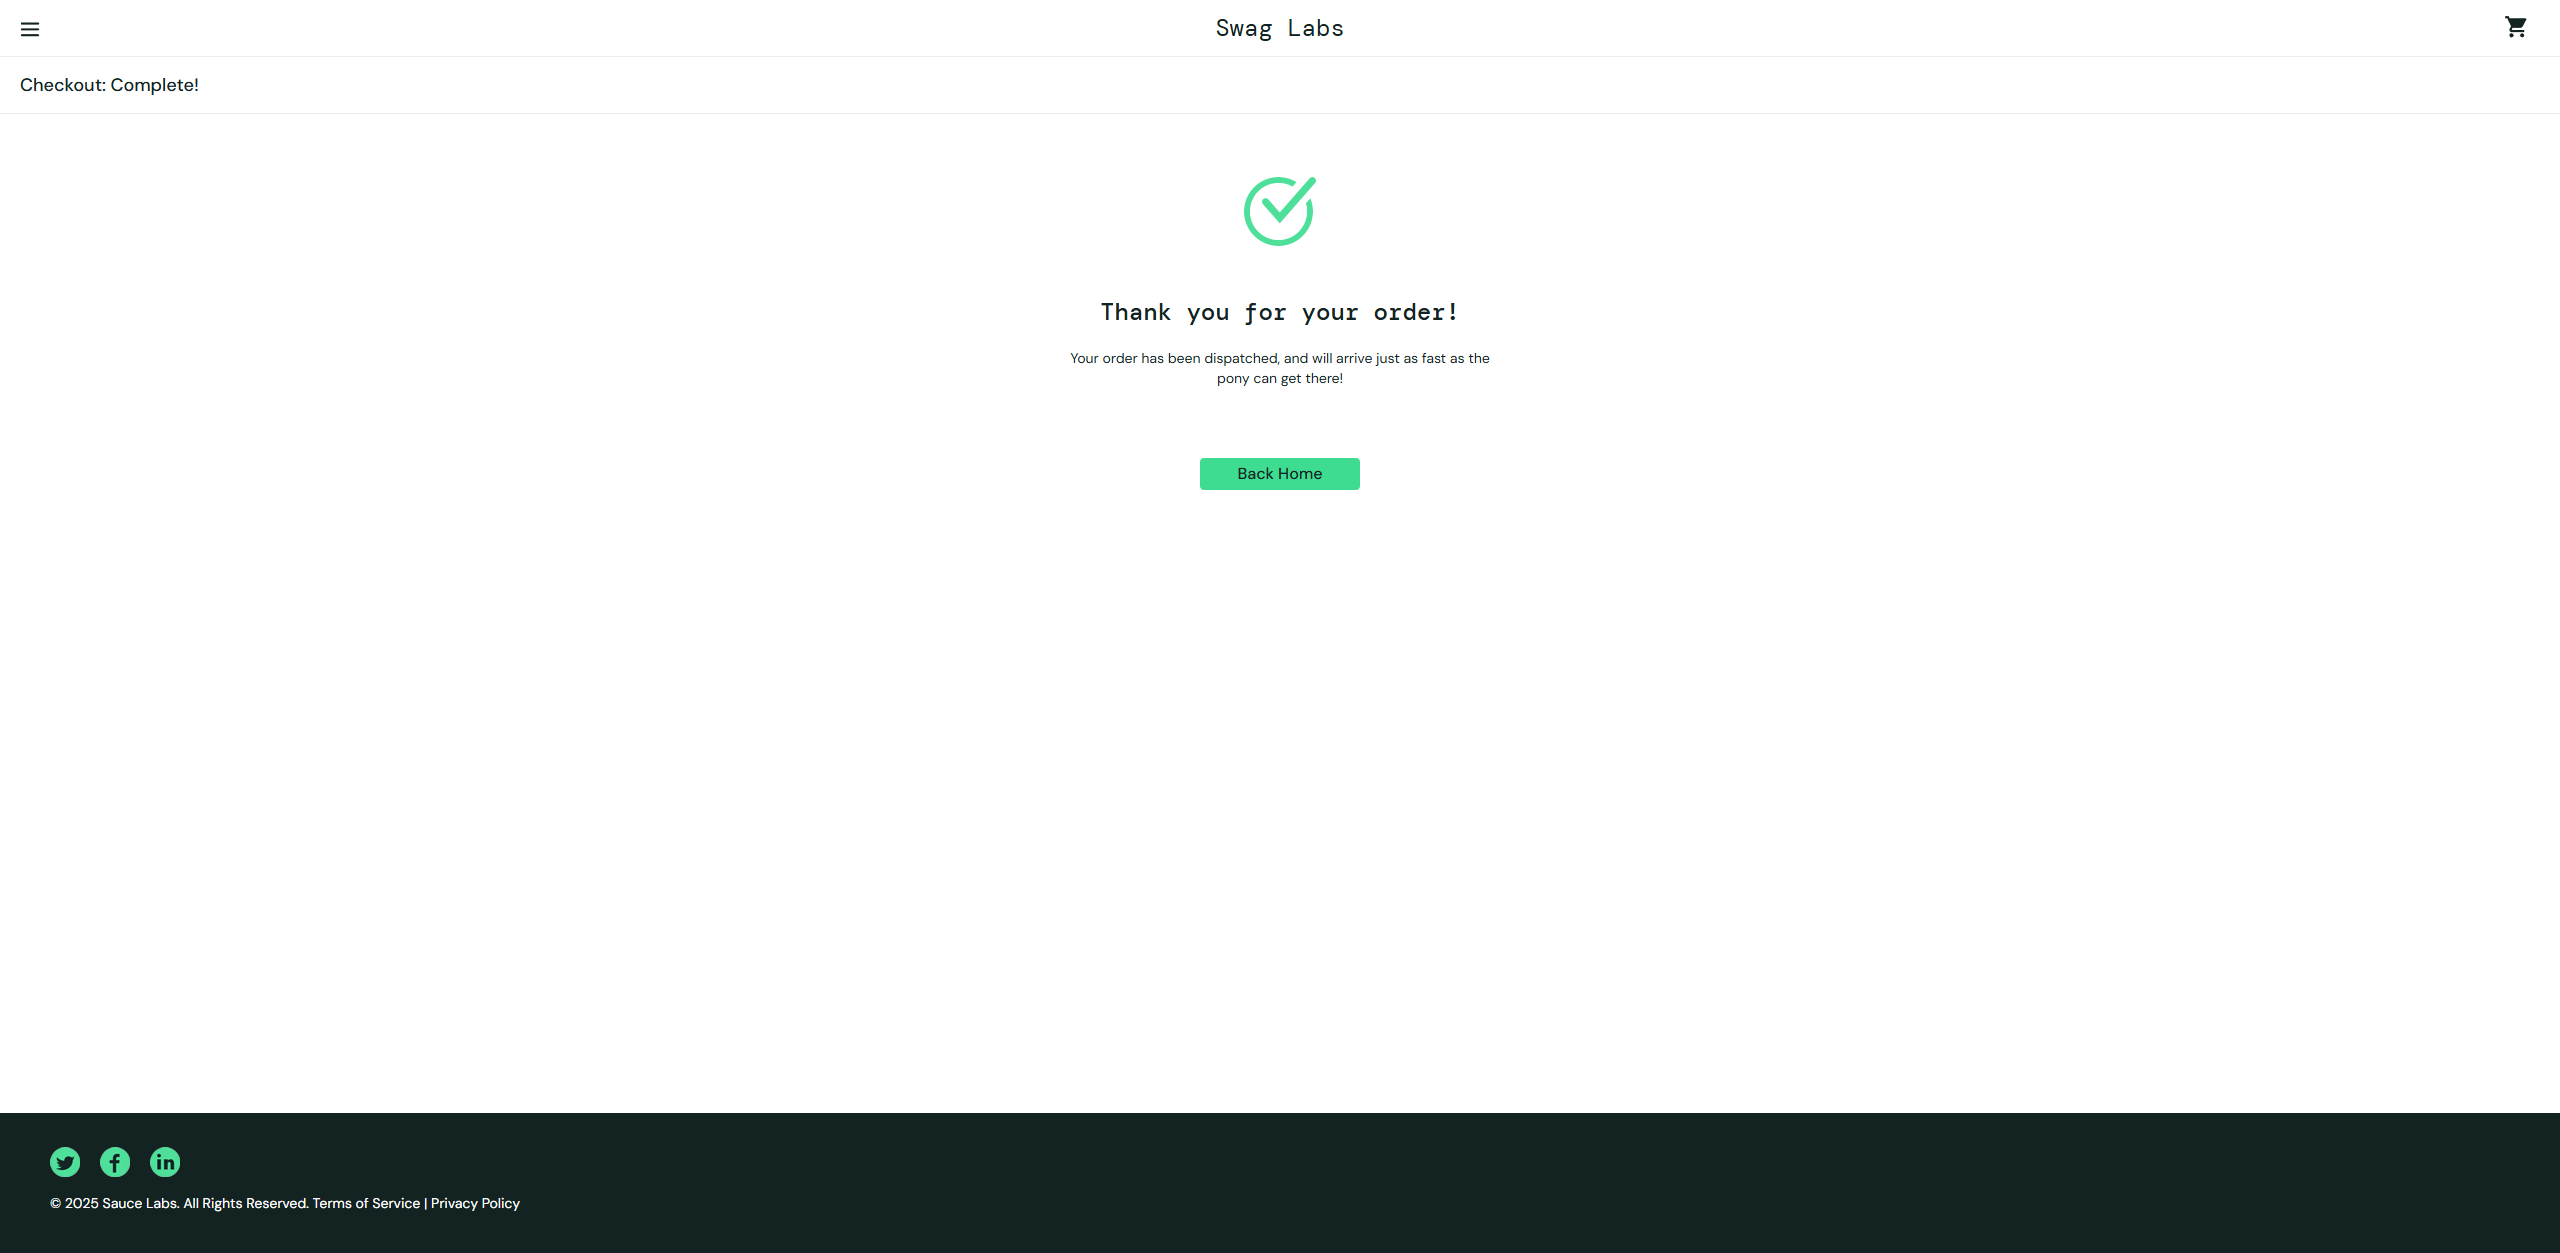 Swag Labs
Checkout: Complete!
Thank you for your order!
Your order has been dispatched, and will arrive just as fast as the
pony can get there!
Back Home
© 2025 Sauce Labs. All Rights Reserved. Terms of Service | Privacy Policy